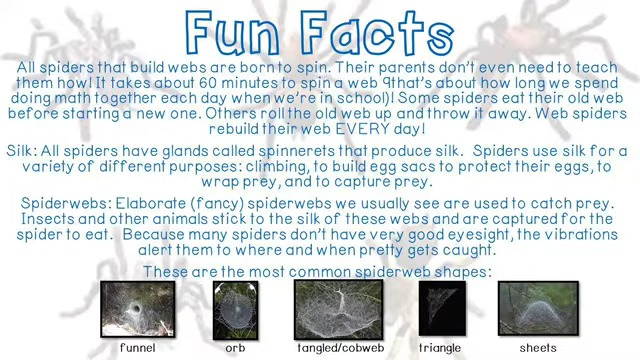 Fun Facts
All spiders that build webs are born to spin. Their parents don't even need to teach
them how! It takes about 60 minutes to spin a web 9that's about how long we spend
doing math together each day when we're in school)! Some spiders eat their old web
before starting a new one. Others roll the old web up and throw it away. Web spiders
rebuild their web EVERY day!
Silk: All spiders have glands called spinnerets that produce silk. Spiders use silk for a
variety of different purposes: climbing, to build egg sacs to protect their eggs, to
wrap prey, and to capture prey.
Spiderwebs: Elaborate (fancy) spiderwebs we usually see are used to catch prey.
Insects and other animals stick to the silk of these webs and are captured for the
spider to eat. Because many spiders don't have very good eyesight, the vibrations
alert them to where and when pretty gets caught.
These are the most common spiderweb shapes:
funnel
orb
tangled/cobweb
triangle
sheets